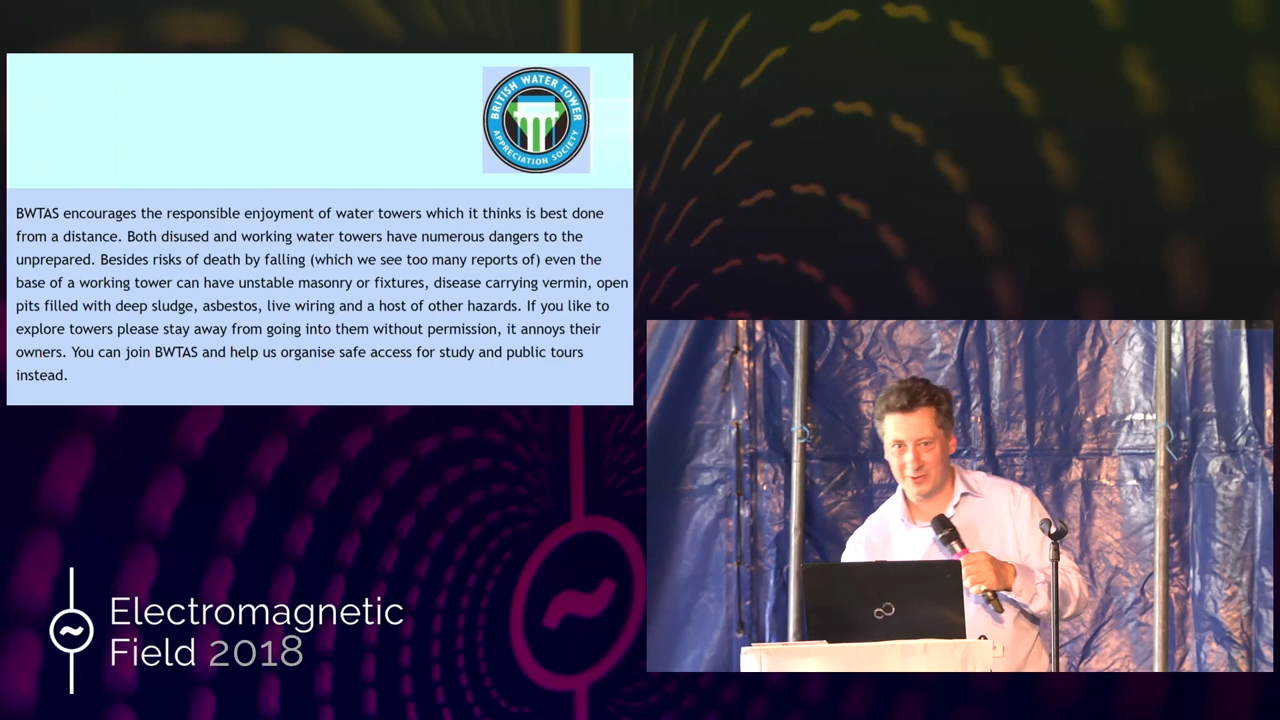 BRITISH WATER TOWER
APPRECIATION SOCIETY
BWTAS encourages the responsible enjoyment of water towers which it thinks is best done
from a distance. Both disused and working water towers have numerous dangers to the
unprepared. Besides risks of death by falling (which we see too many reports of) even the
base of a working tower can have unstable masonry or fixtures, disease carrying vermin, open
pits filled with deep sludge, asbestos, live wiring and a host of other hazards. If you like to
explore towers please stay away from going into them without permission, it annoys their
owners. You can join BWTAS and help us organise safe access for study and public tours
instead.
Electromagnetic
Field 2018